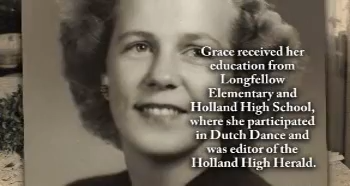 Grace received her
education from
Longfellow
Elementary and
Holland High School,
where she participated
in Dutch Dance and
was editor of the
Holland High Herald.